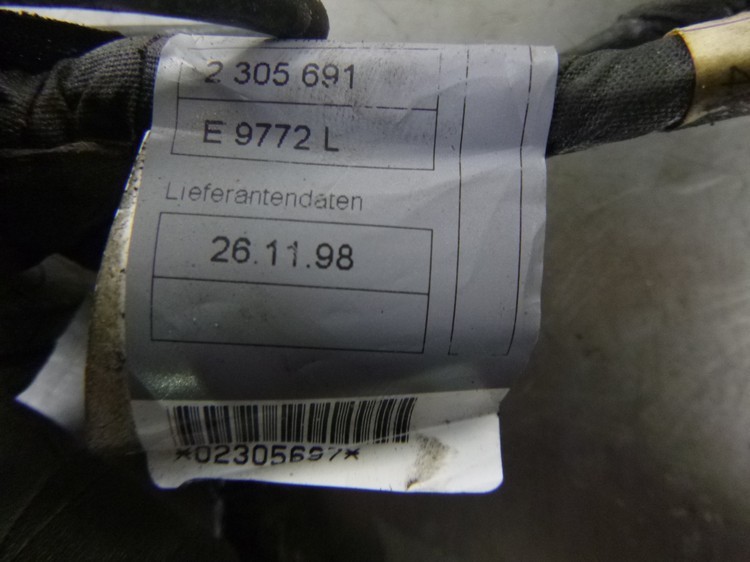 2 305 691
E 9772 L
Lieferantendaten
26.11.98
*02305697*